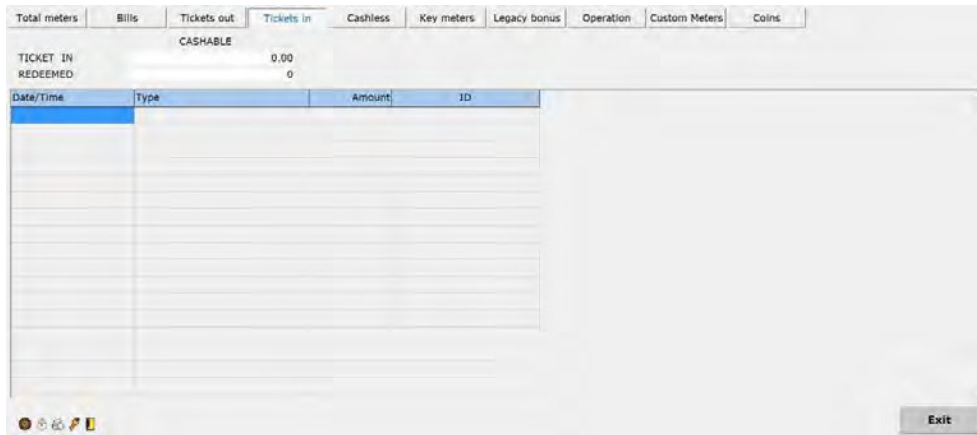 Total meters Bills Tickets out Tickets in Cashless Key meters Legacy bonus Operation Custom Meters Coins
CASHABLE
TICKET IN 0.00
REDEEMED 0
Date/Time Type Amount ID
Exit